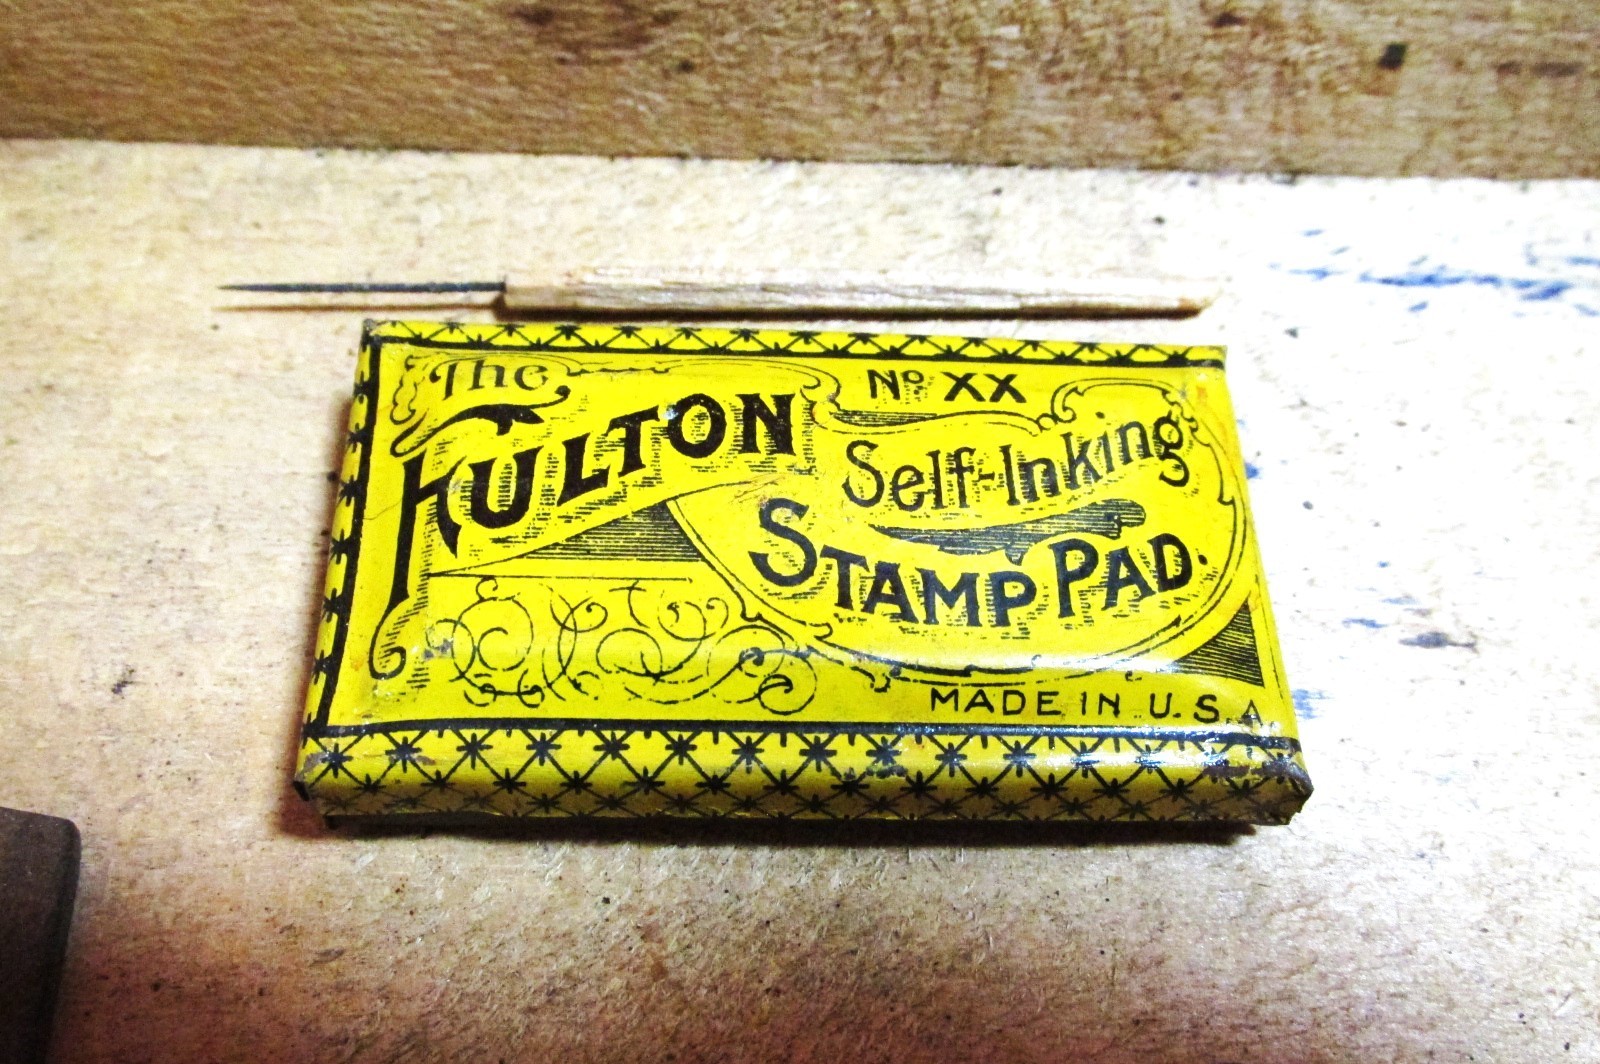 The
FULTON
No XX
Self-Inking
STAMP PAD.
MADE IN U.S.A